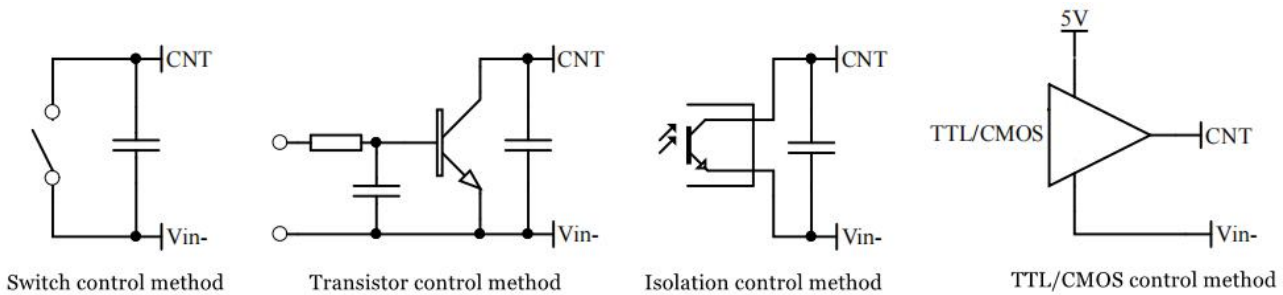 5V
CNT
CNT
CNT
TTL/CMOS
CNT
Vin-
Vin-
Vin-
Vin-
Switch control method
Transistor control method
Isolation control method
TTL/CMOS control method